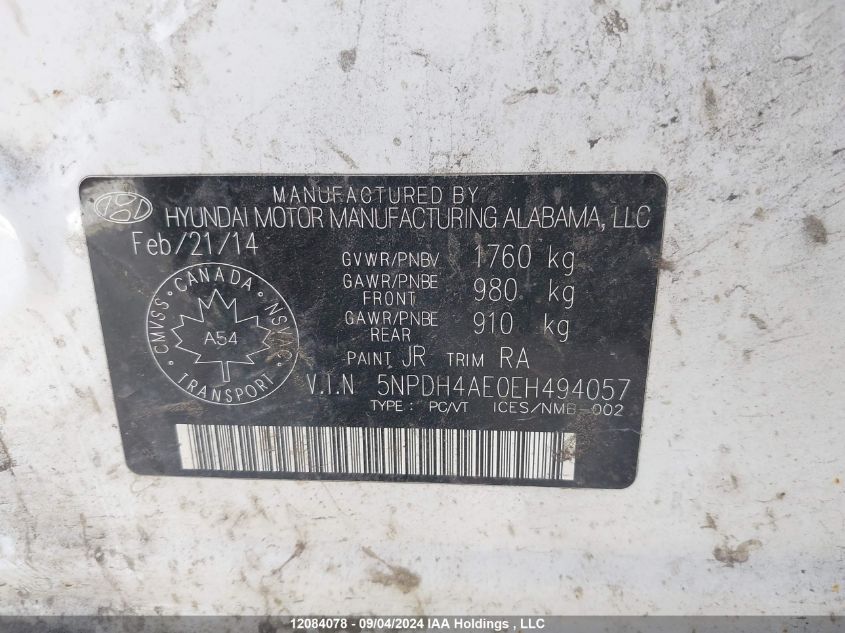 MANUFACTURED BY
HYUNDAI MOTOR MANUFACTURING ALABAMA, LLC
Feb/21/14
GVWR/PNBV 1760 kg
GAWR/PNBE FRONT 980 kg
GAWR/PNBE REAR 910 kg
PAINT JR TRIM RA
V.I.N 5NPDH4AE0EH494057
TYPE : PC/VT ICES/NMB-002
CMVSS · CANADA · NSVAC · TRANSPORT ·
A54
12084078 - 09/04/2024 IAA Holdings , LLC